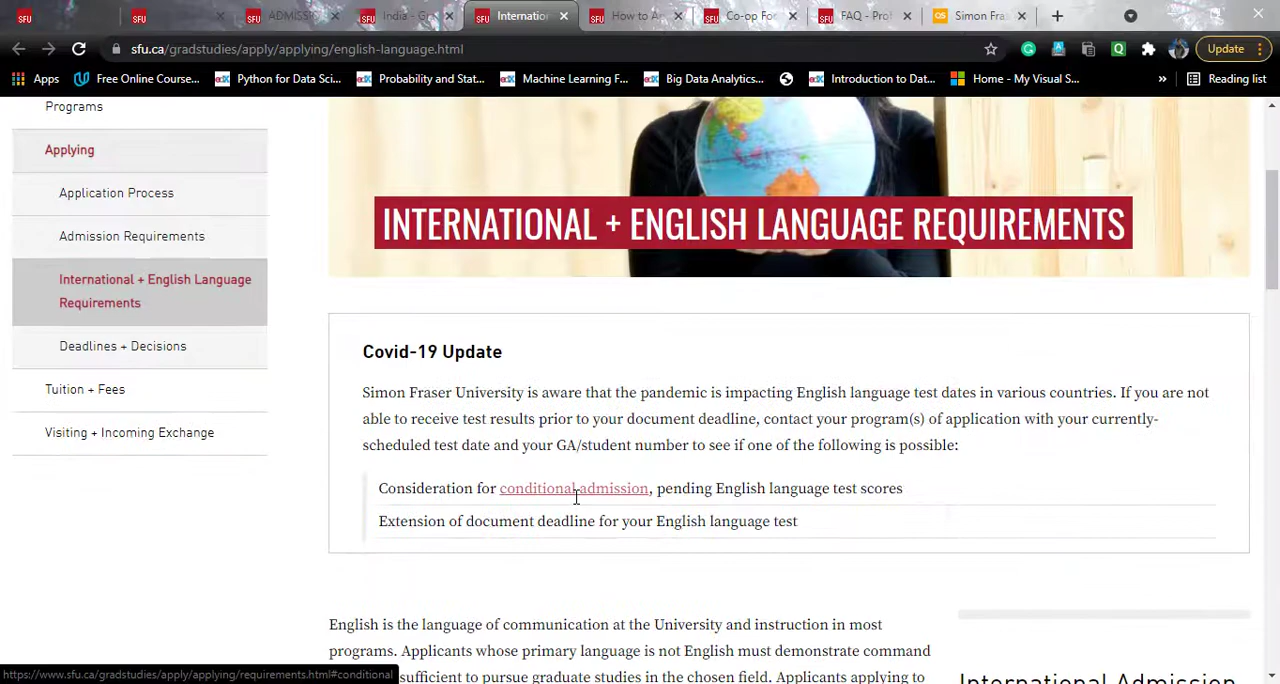 SFU
SFU
SFU ADMISSI
SFU India - Gr
SFU Internatio
SFU How to A
SFU Co-op Fo
SFU FAQ - Pro
Simon Fra
sfu.ca/gradstudies/apply/applying/english-language.html
Update
Apps
Free Online Course...
edX Python for Data Sci...
edX Probability and Stat...
edX Machine Learning F...
edX Big Data Analytics...
edX Introduction to Dat...
Home - My Visual S...
»
Reading list
Programs
Applying
Application Process
Admission Requirements
International + English Language
Requirements
Deadlines + Decisions
Tuition + Fees
Visiting + Incoming Exchange
INTERNATIONAL + ENGLISH LANGUAGE REQUIREMENTS
Covid-19 Update
Simon Fraser University is aware that the pandemic is impacting English language test dates in various countries. If you are not
able to receive test results prior to your document deadline, contact your program(s) of application with your currently-
scheduled test date and your GA/student number to see if one of the following is possible:
Consideration for conditional admission, pending English language test scores
Extension of document deadline for your English language test
English is the language of communication at the University and instruction in most
programs. Applicants whose primary language is not English must demonstrate command
sufficient to pursue graduate studies in the chosen field. Applicants applying to
International Admission
https://www.sfu.ca/gradstudies/apply/applying/requirements.html#conditional